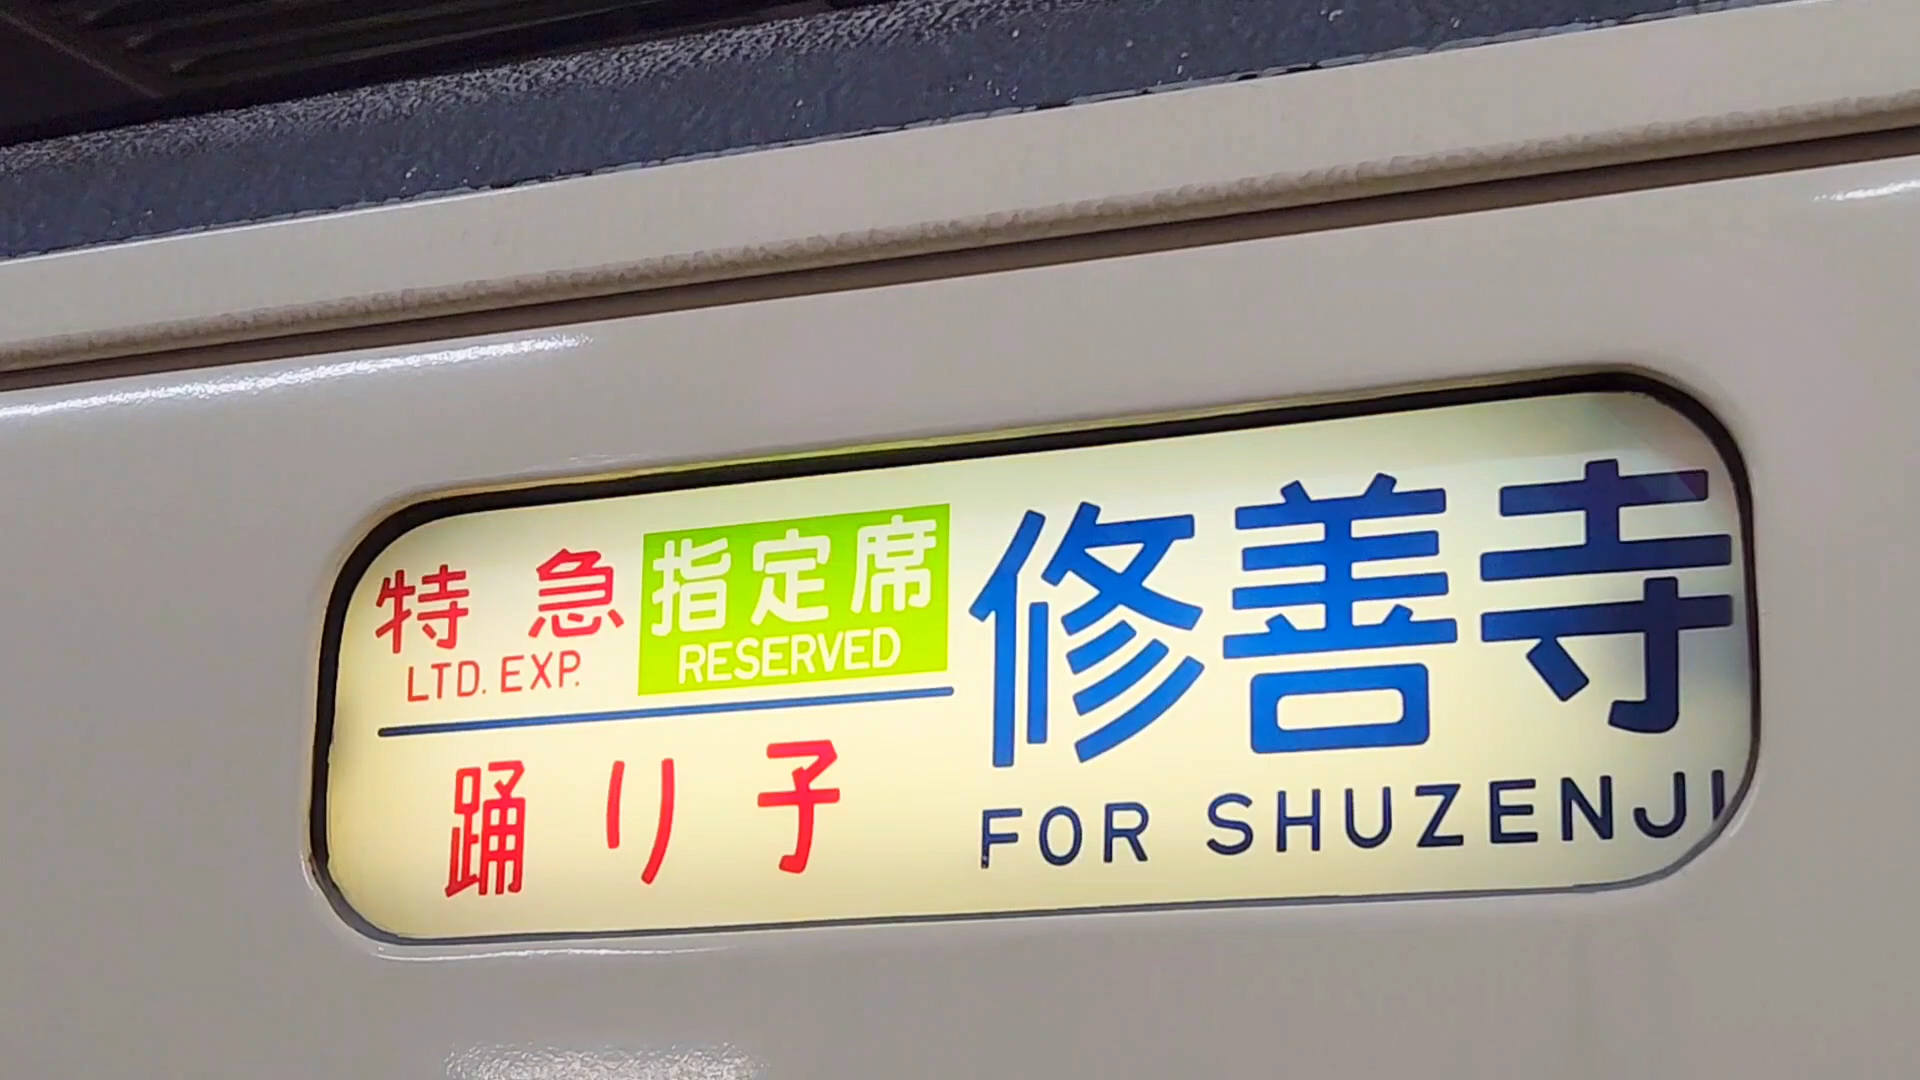 特急
LTD. EXP.
指定席
RESERVED
踊り子
修善寺
FOR SHUZENJI